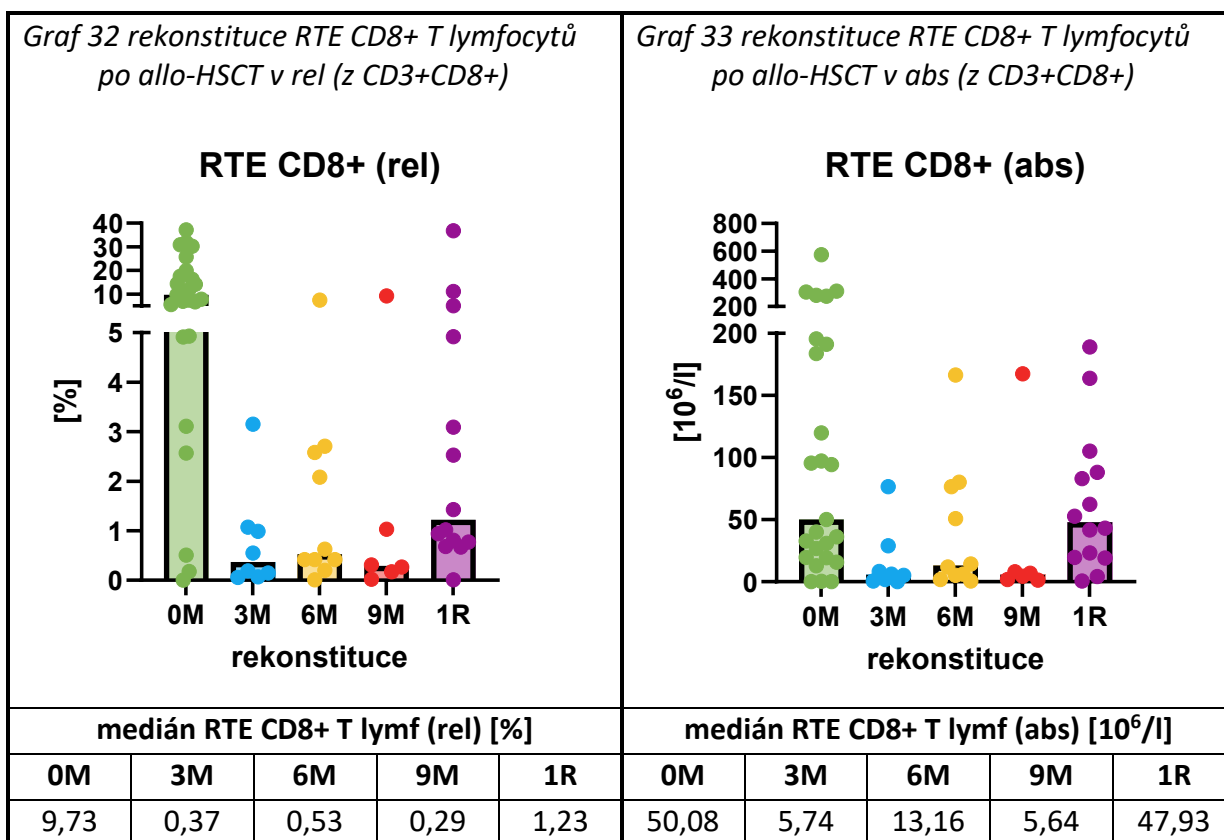 Graf 32 rekonstituce RTE CD8+ T lymfocytů
po allo-HSCT v rel (z CD3+CD8+)
RTE CD8+ (rel)
40
30
20
10
5
4
3
2
1
0
[%]
0M 3M 6M 9M 1R
rekonstituce
medián RTE CD8+ T lymf (rel) [%]
0M 3M 6M 9M 1R
9,73 0,37 0,53 0,29 1,23
Graf 33 rekonstituce RTE CD8+ T lymfocytů
po allo-HSCT v abs (z CD3+CD8+)
RTE CD8+ (abs)
800
600
400
200
200
150
100
50
0
[10⁶/l]
0M 3M 6M 9M 1R
rekonstituce
medián RTE CD8+ T lymf (abs) [10⁶/l]
0M 3M 6M 9M 1R
50,08 5,74 13,16 5,64 47,93